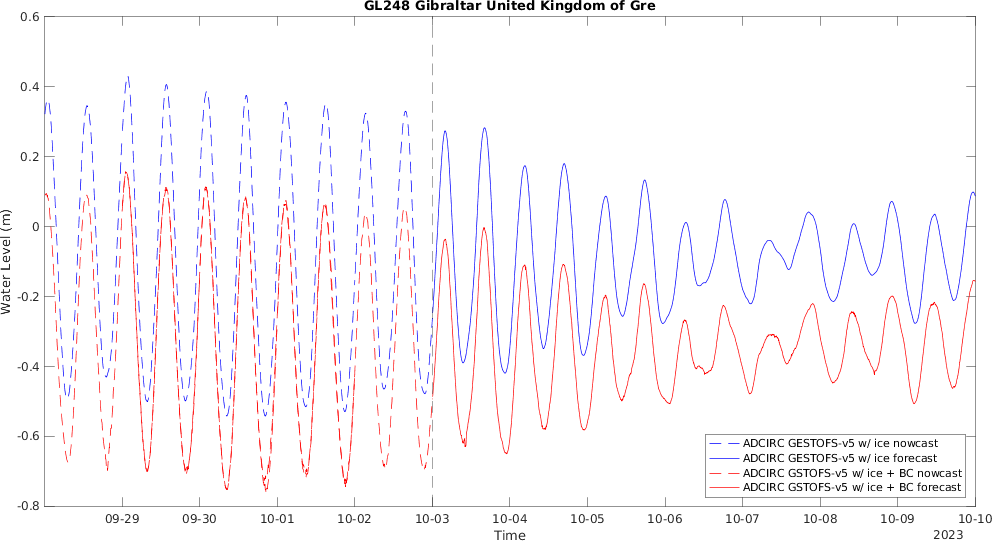 GL248 Gibraltar United Kingdom of Gre
0.6
0.4
0.2
0
-0.2
-0.4
-0.6
-0.8
Water Level (m)
ADCIRC GESTOFS-v5 w/ ice nowcast
ADCIRC GESTOFS-v5 w/ ice forecast
ADCIRC GSTOFS-v5 w/ ice + BC nowcast
ADCIRC GSTOFS-v5 w/ ice + BC forecast
09-29 09-30 10-01 10-02 10-03 10-04 10-05 10-06 10-07 10-08 10-09 10-10
Time
2023